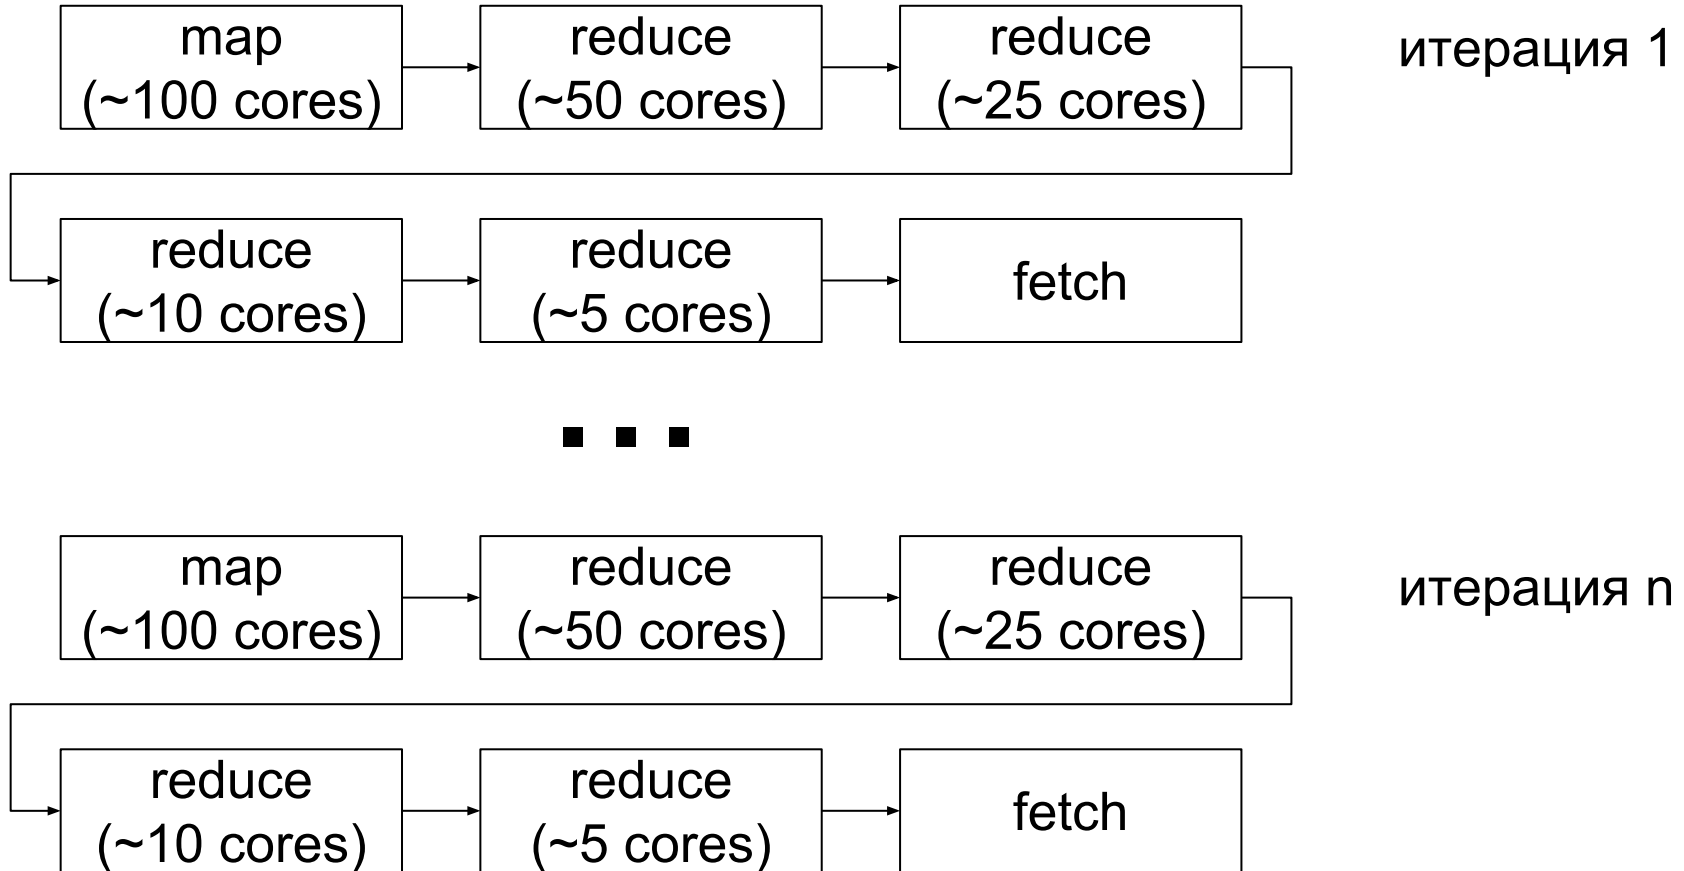 map
(~100 cores)
reduce
(~50 cores)
reduce
(~25 cores)
итерация 1
reduce
(~10 cores)
reduce
(~5 cores)
fetch
...
map
(~100 cores)
reduce
(~50 cores)
reduce
(~25 cores)
итерация n
reduce
(~10 cores)
reduce
(~5 cores)
fetch